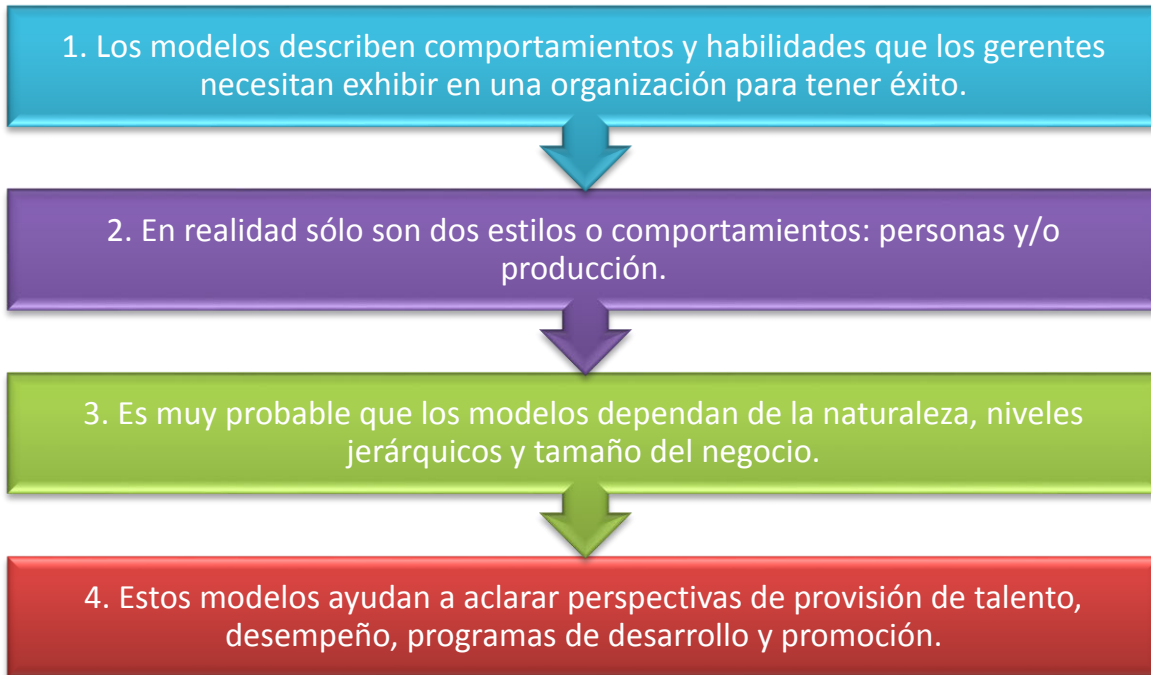 1. Los modelos describen comportamientos y habilidades que los gerentes
necesitan exhibir en una organización para tener éxito.
2. En realidad sólo son dos estilos o comportamientos: personas y/o
producción.
3. Es muy probable que los modelos dependan de la naturaleza, niveles
jerárquicos y tamaño del negocio.
4. Estos modelos ayudan a aclarar perspectivas de provisión de talento,
desempeño, programas de desarrollo y promoción.